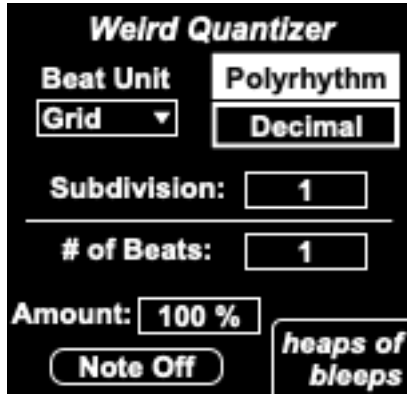 Weird Quantizer
Beat Unit
Polyrhythm
Grid
Decimal
Subdivision: 1
# of Beats: 1
Amount: 100 %
Note Off
heaps of
bleeps